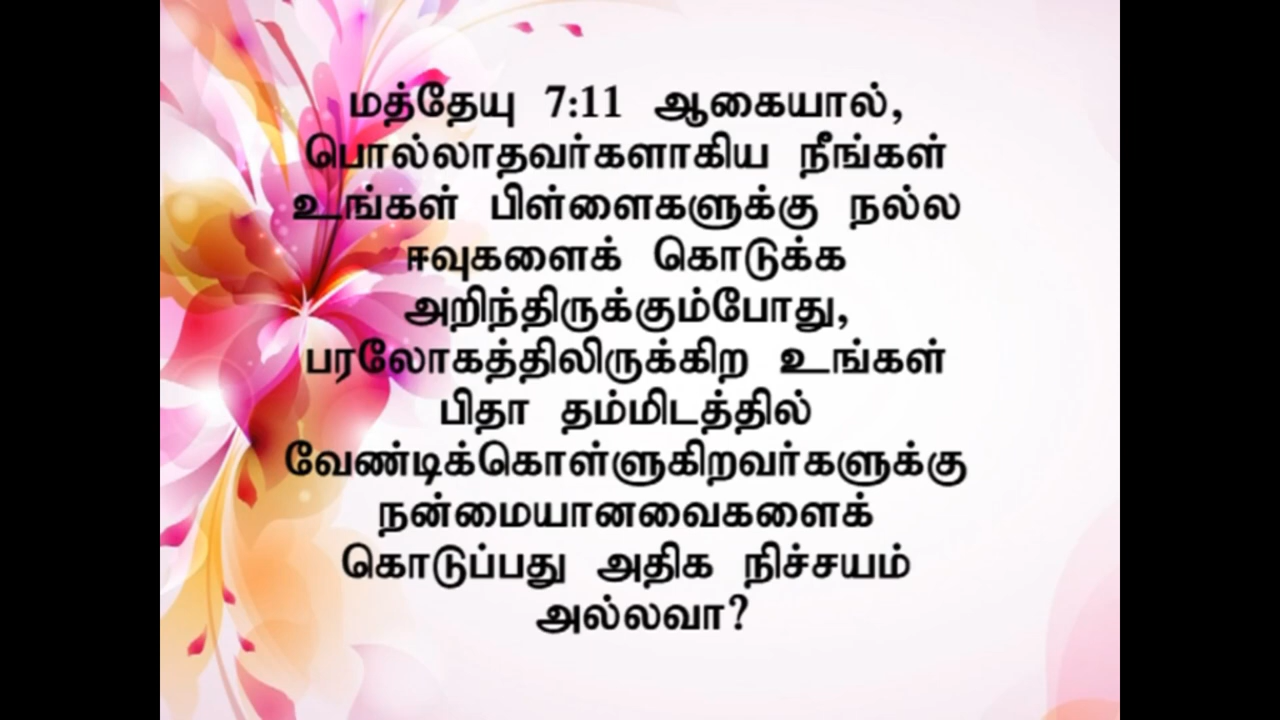 மத்தேயு 7:11 ஆகையால்,
பொல்லாதவர்களாகிய நீங்கள்
உங்கள் பிள்ளைகளுக்கு நல்ல
ஈவுகளைக் கொடுக்க
அறிந்திருக்கும்போது,
பரலோகத்திலிருக்கிற உங்கள்
பிதா தம்மிடத்தில்
வேண்டிக்கொள்ளுகிறவர்களுக்கு
நன்மையானவைகளைக்
கொடுப்பது அதிக நிச்சயம்
அல்லவா?